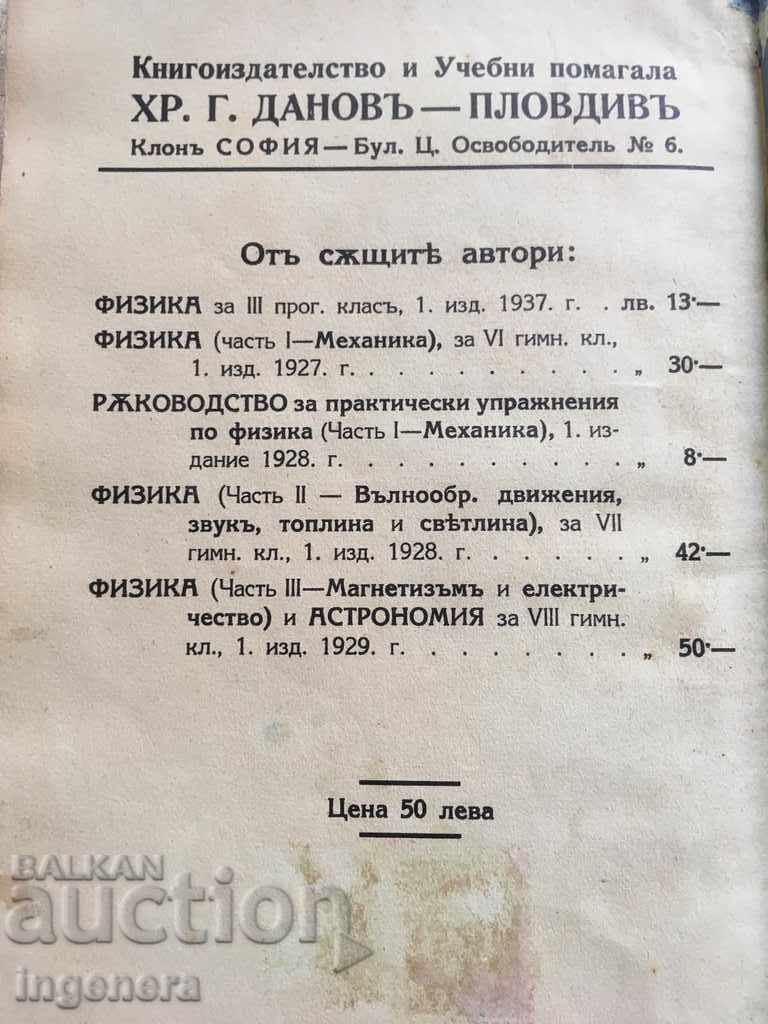 Книгоиздателство и Учебни помагала
ХР. Г. ДАНОВЪ — ПЛОВДИВЪ
Клонъ СОФИЯ — Бул. Ц. Освободитель № 6.
Отъ сѫщитѣ автори:
ФИЗИКА за III прог. класъ, 1. изд. 1937. г. . лв. 13·—
ФИЗИКА (часть I—Механика), за VI гимн. кл.,
1. изд. 1927. г. . . . . . . . . . . „ 30·—
РѪКОВОДСТВО за практически упражнения
по физика (Часть I—Механика), 1. из-
дание 1928. г. . . . . . . . . . . „ 8·—
ФИЗИКА (Часть II — Вълнообр. движения,
звукъ, топлина и свѣтлина), за VII
гимн. кл., 1. изд. 1928. г. . . . . . . „ 42·—
ФИЗИКА (Часть III—Магнетизъмъ и електри-
чество) и АСТРОНОМИЯ за VIII гимн.
кл., 1. изд. 1929. г. . . . . . . . . „ 50·—
Цена 50 лева
BALKAN
auction
ingenera